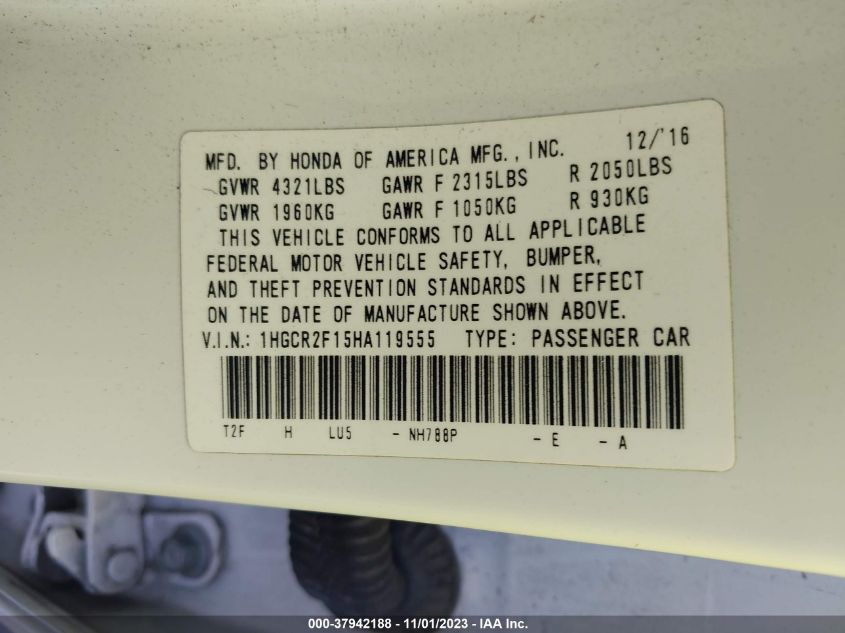 MFD. BY HONDA OF AMERICA MFG., INC. 12/'16
GVWR 4321LBS GAWR F 2315LBS R 2050LBS
GVWR 1960KG GAWR F 1050KG R 930KG
THIS VEHICLE CONFORMS TO ALL APPLICABLE
FEDERAL MOTOR VEHICLE SAFETY, BUMPER,
AND THEFT PREVENTION STANDARDS IN EFFECT
ON THE DATE OF MANUFACTURE SHOWN ABOVE.
V.I.N.: 1HGCR2F15HA119555 TYPE: PASSENGER CAR
T2F H LU5 - NH788P - E - A
000-37942188 - 11/01/2023 - IAA Inc.